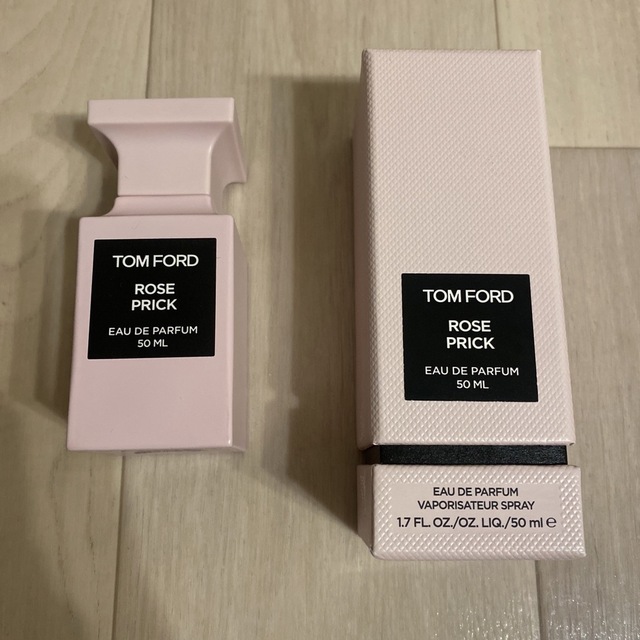 TOM FORD
ROSE
PRICK
EAU DE PARFUM
50 ML
TOM FORD
ROSE
PRICK
EAU DE PARFUM
50 ML
EAU DE PARFUM
VAPORISATEUR SPRAY
1.7 FL. OZ./OZ. LIQ./50 ml e